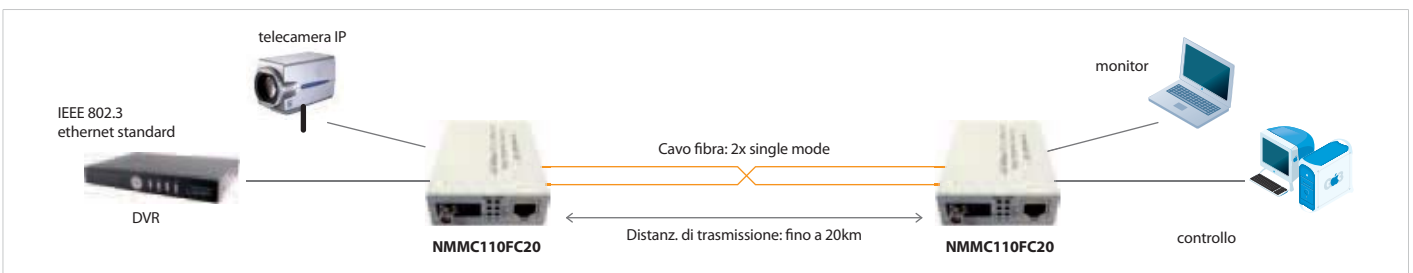 telecamera IP
IEEE 802.3
ethernet standard
DVR
NMMC110FC20
Cavo fibra: 2x single mode
Distanz. di trasmissione: fino a 20km
NMMC110FC20
monitor
controllo